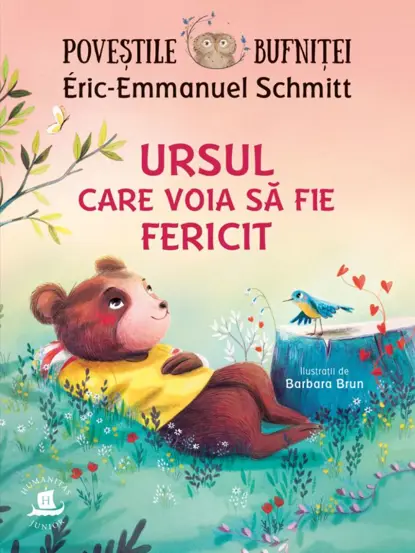 POVEȘTILE BUFNIȚEI
Éric-Emmanuel Schmitt
URSUL
CARE VOIA SĂ FIE
FERICIT
Ilustrații de
Barbara Brun
HUMANITAS
H
JUNIOR